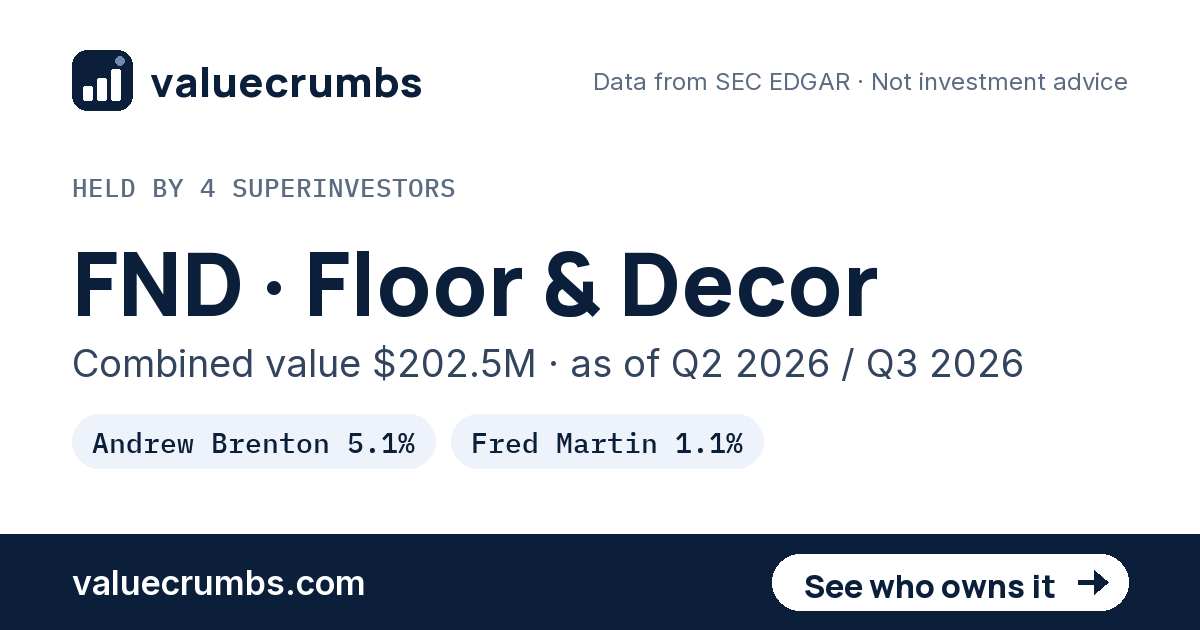 valuecrumbs
Data from SEC EDGAR · Not investment advice
HELD BY 4 SUPERINVESTORS
FND · Floor & Decor
Combined value $202.5M · as of Q2 2026 / Q3 2026
Andrew Brenton 5.1%
Fred Martin 1.1%
valuecrumbs.com
See who owns it →